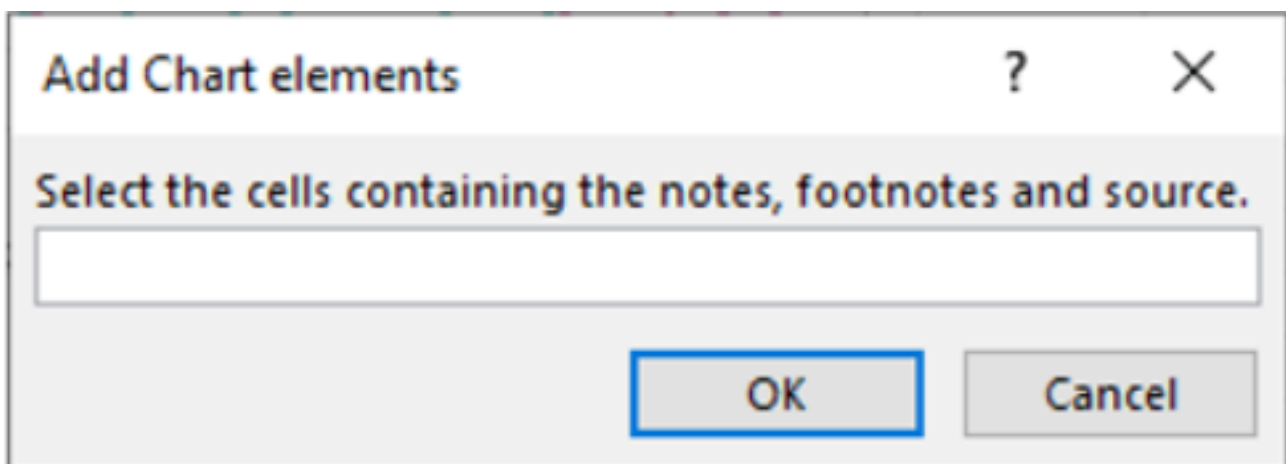 Add Chart elements ? X
Select the cells containing the notes, footnotes and source.
OK Cancel